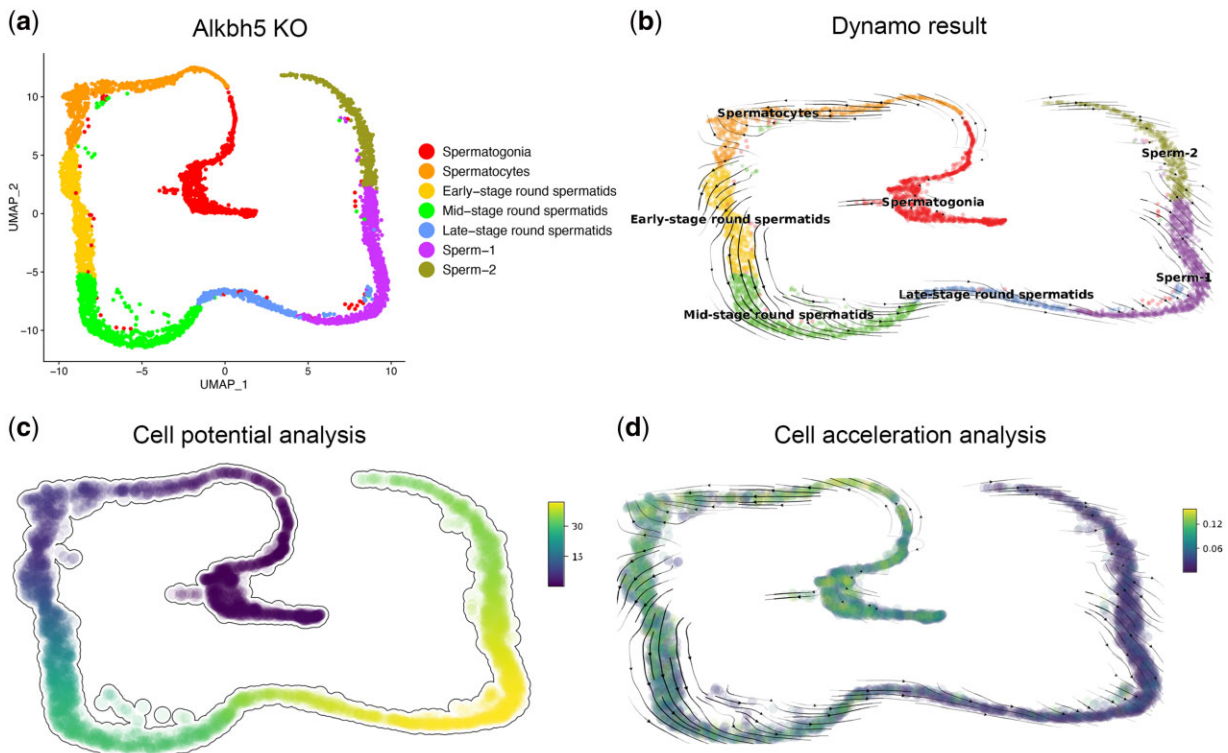 (a)
Alkbh5 KO
10
5
0
-5
-10
UMAP_2
-10
-5
0
5
10
UMAP_1
Spermatogonia
Spermatocytes
Early-stage round spermatids
Mid-stage round spermatids
Late-stage round spermatids
Sperm-1
Sperm-2
(b)
Dynamo result
Spermatocytes
Sperm-2
Spermatogonia
Early-stage round spermatids
Sperm-1
Late-stage round spermatids
Mid-stage round spermatids
(c)
Cell potential analysis
30
15
(d)
Cell acceleration analysis
0.12
0.06